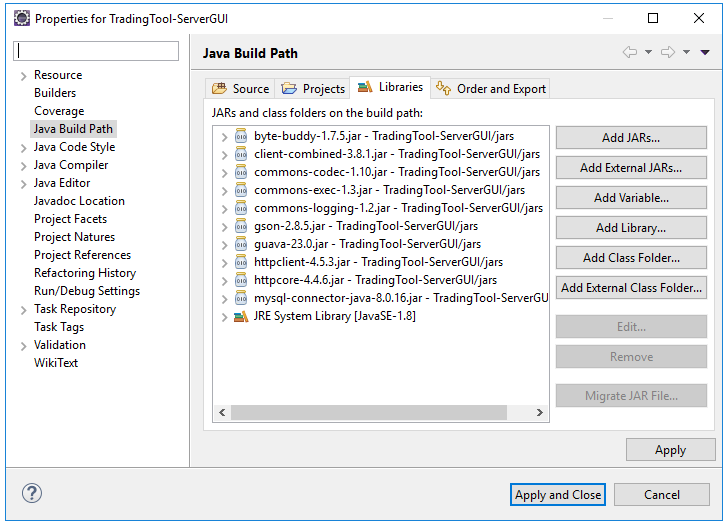 Properties for TradingTool-ServerGUI
Resource
Builders
Coverage
Java Build Path
Java Code Style
Java Compiler
Java Editor
Javadoc Location
Project Facets
Project Natures
Project References
Refactoring History
Run/Debug Settings
Task Repository
Task Tags
Validation
WikiText
Java Build Path
Source Projects Libraries Order and Export
JARs and class folders on the build path:
byte-buddy-1.7.5.jar - TradingTool-ServerGUI/jars
client-combined-3.8.1.jar - TradingTool-ServerGUI/jars
commons-codec-1.10.jar - TradingTool-ServerGUI/jars
commons-exec-1.3.jar - TradingTool-ServerGUI/jars
commons-logging-1.2.jar - TradingTool-ServerGUI/jars
gson-2.8.5.jar - TradingTool-ServerGUI/jars
guava-23.0.jar - TradingTool-ServerGUI/jars
httpclient-4.5.3.jar - TradingTool-ServerGUI/jars
httpcore-4.4.6.jar - TradingTool-ServerGUI/jars
mysql-connector-java-8.0.16.jar - TradingTool-ServerGU
JRE System Library [JavaSE-1.8]
Add JARs...
Add External JARs...
Add Variable...
Add Library...
Add Class Folder...
Add External Class Folder...
Edit...
Remove
Migrate JAR File...
Apply
?
Apply and Close
Cancel